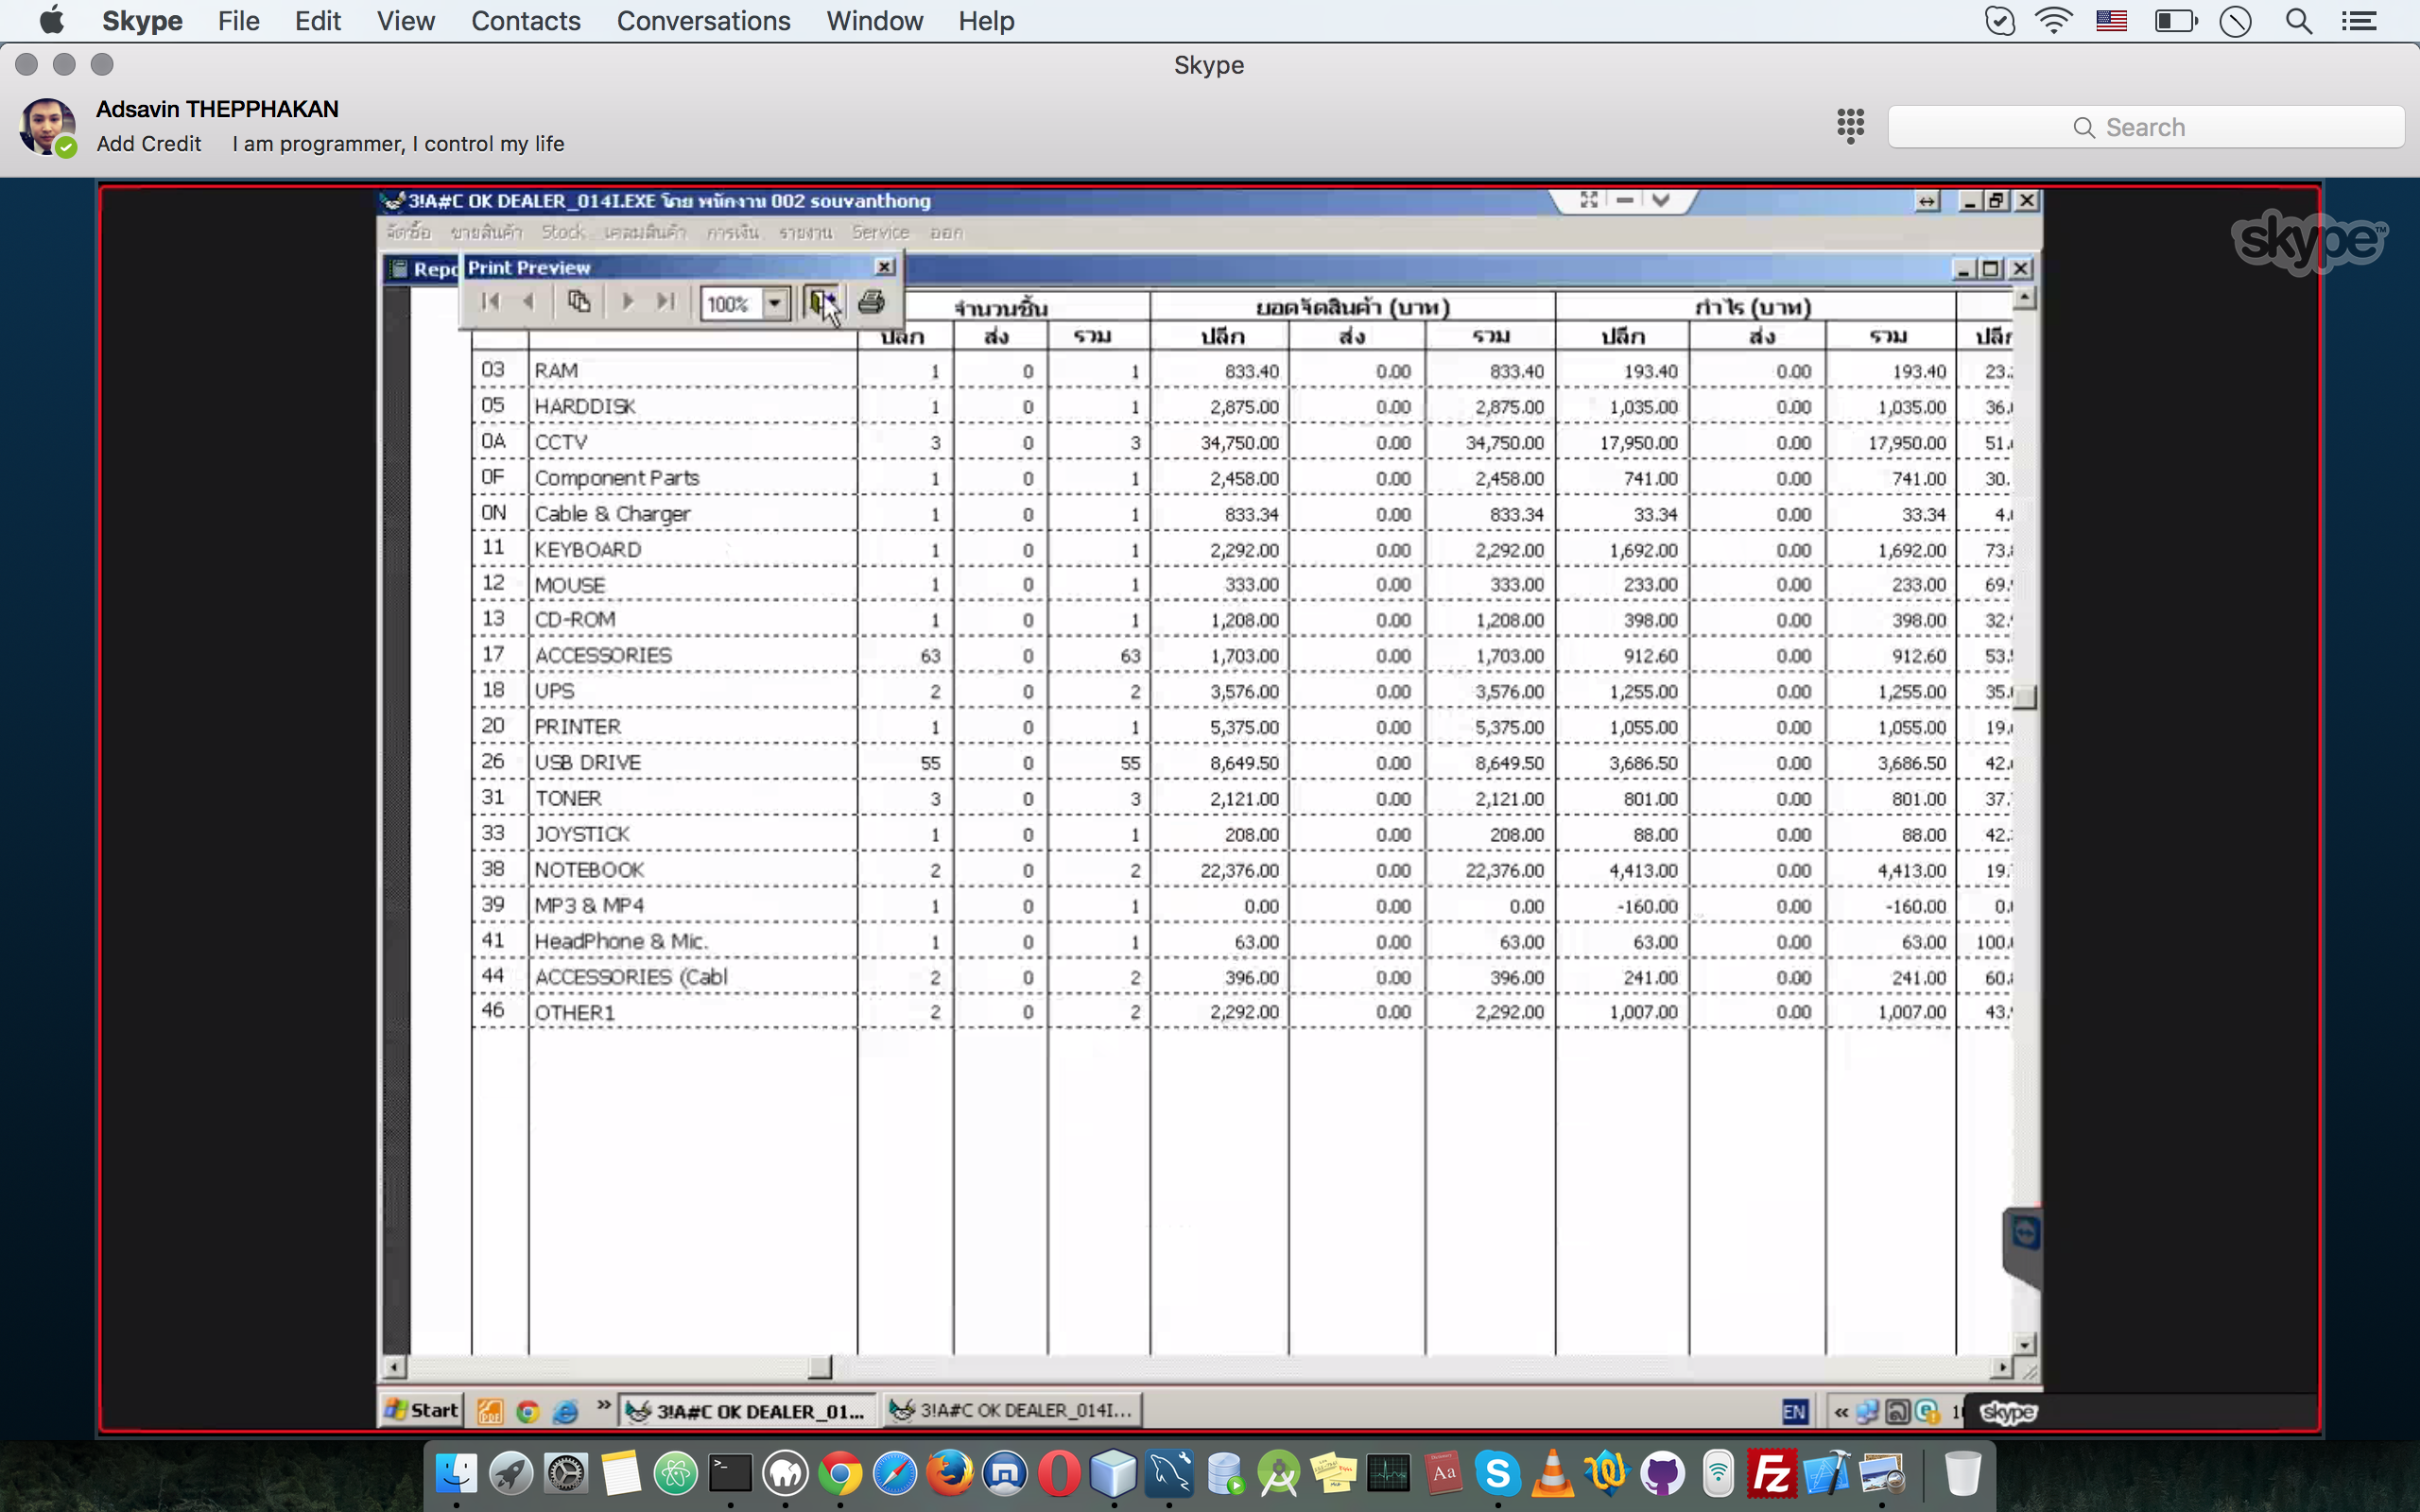 Skype File Edit View Contacts Conversations Window Help
Skype
Adsavin THEPPHAKAN
Add Credit I am programmer, I control my life
Search
3!A#C OK DEALER_014I.EXE โดย พนักงาน 002 souvanthong
skype™
จัดซื้อ ขายสินค้า Stock เคลมสินค้า การเงิน รายงาน Service ออก
Repo Print Preview
100%
จำนวนชิ้น ยอดจัดสินค้า (บาท) กำไร (บาท)
ปลีก ส่ง รวม ปลีก ส่ง รวม ปลีก ส่ง รวม ปลีก
03 RAM 1 0 1 833.40 0.00 833.40 193.40 0.00 193.40 23.
05 HARDDISK 1 0 1 2,875.00 0.00 2,875.00 1,035.00 0.00 1,035.00 36.
0A CCTV 3 0 3 34,750.00 0.00 34,750.00 17,950.00 0.00 17,950.00 51.
0F Component Parts 1 0 1 2,458.00 0.00 2,458.00 741.00 0.00 741.00 30.
0N Cable & Charger 1 0 1 833.34 0.00 833.34 33.34 0.00 33.34 4.
11 KEYBOARD 1 0 1 2,292.00 0.00 2,292.00 1,692.00 0.00 1,692.00 73.
12 MOUSE 1 0 1 333.00 0.00 333.00 233.00 0.00 233.00 69.
13 CD-ROM 1 0 1 1,208.00 0.00 1,208.00 398.00 0.00 398.00 32.
17 ACCESSORIES 63 0 63 1,703.00 0.00 1,703.00 912.60 0.00 912.60 53.
18 UPS 2 0 2 3,576.00 0.00 3,576.00 1,255.00 0.00 1,255.00 35.
20 PRINTER 1 0 1 5,375.00 0.00 5,375.00 1,055.00 0.00 1,055.00 19.
26 USB DRIVE 55 0 55 8,649.50 0.00 8,649.50 3,686.50 0.00 3,686.50 42.
31 TONER 3 0 3 2,121.00 0.00 2,121.00 801.00 0.00 801.00 37.
33 JOYSTICK 1 0 1 208.00 0.00 208.00 88.00 0.00 88.00 42.
38 NOTEBOOK 2 0 2 22,376.00 0.00 22,376.00 4,413.00 0.00 4,413.00 19.
39 MP3 & MP4 1 0 1 0.00 0.00 0.00 -160.00 0.00 -160.00 0.
41 HeadPhone & Mic. 1 0 1 63.00 0.00 63.00 63.00 0.00 63.00 100.
44 ACCESSORIES (Cabl 2 0 2 396.00 0.00 396.00 241.00 0.00 241.00 60.
46 OTHER1 2 0 2 2,292.00 0.00 2,292.00 1,007.00 0.00 1,007.00 43.
Start » 3!A#C OK DEALER_01... 3!A#C OK DEALER_014I... EN « skype